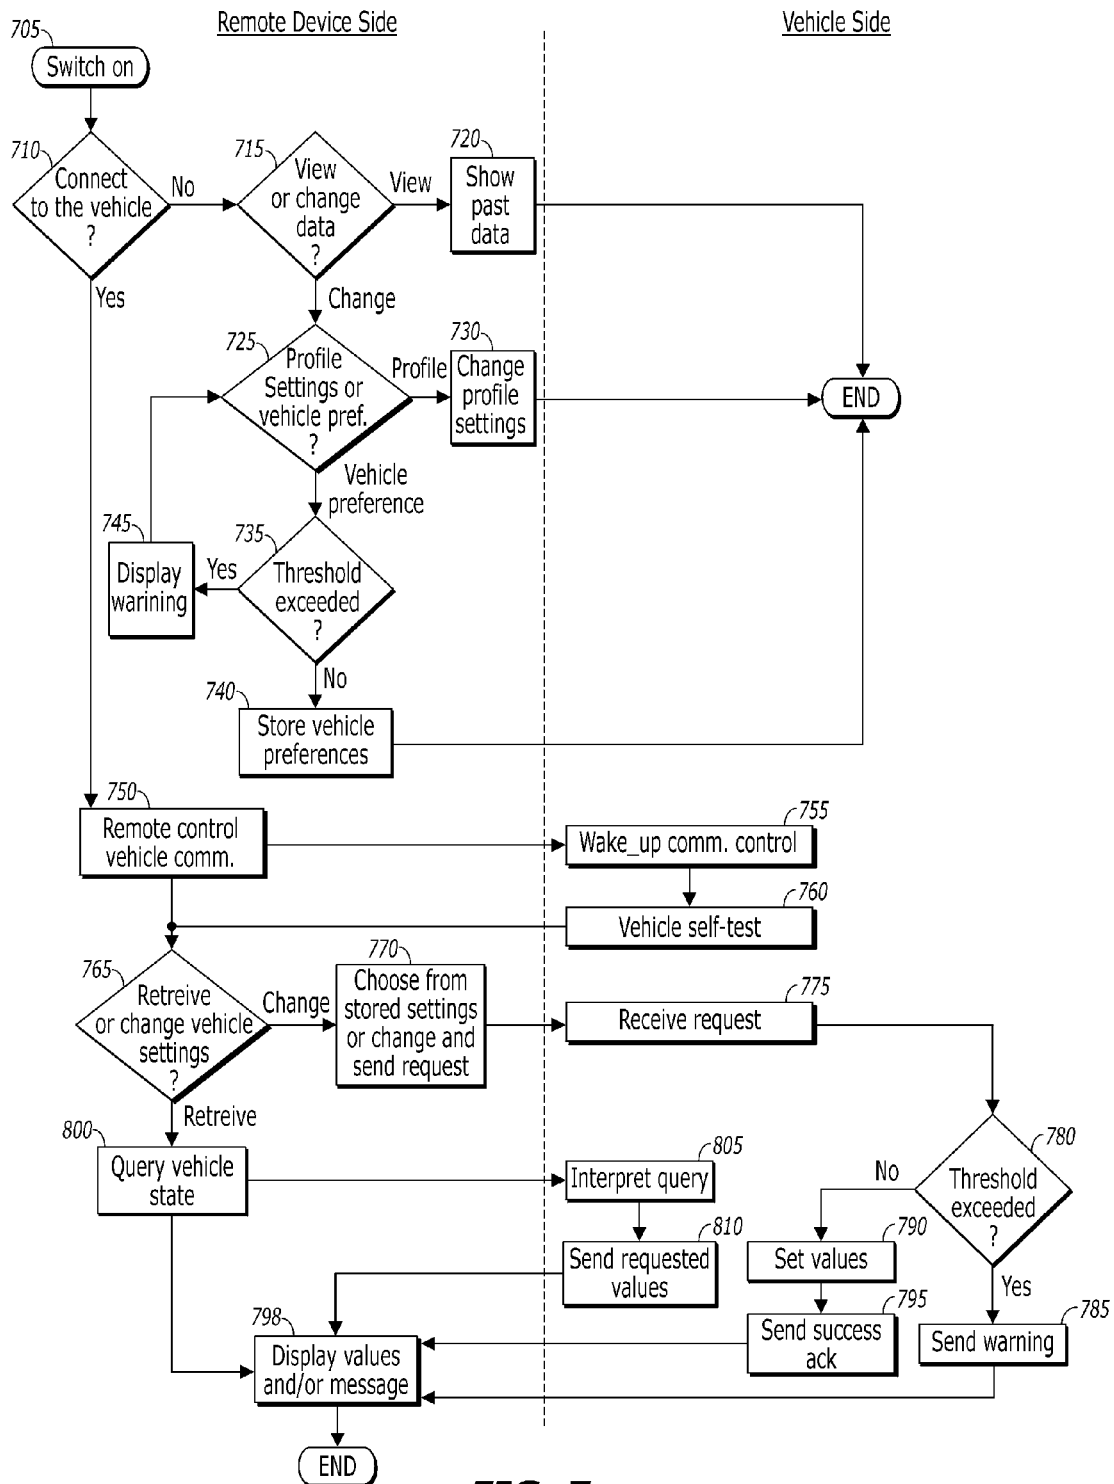 Remote Device Side
Vehicle Side
705
Switch on
710
Connect
to the vehicle
?
No
Yes
715
View
or change
data
?
View
Change
720
Show
past
data
725
Profile
Settings or
vehicle pref.
?
Profile
Vehicle
preference
730
Change
profile
settings
END
735
Threshold
exceeded
?
Yes
No
745
Display
warining
740
Store vehicle
preferences
750
Remote control
vehicle comm.
755
Wake_up comm. control
760
Vehicle self-test
765
Retreive
or change vehicle
settings
?
Change
Retreive
770
Choose from
stored settings
or change and
send request
775
Receive request
780
Threshold
exceeded
?
No
Yes
800
Query vehicle
state
805
Interpret query
810
Send requested
values
790
Set values
795
Send success
ack
785
Send warning
798
Display values
and/or message
END